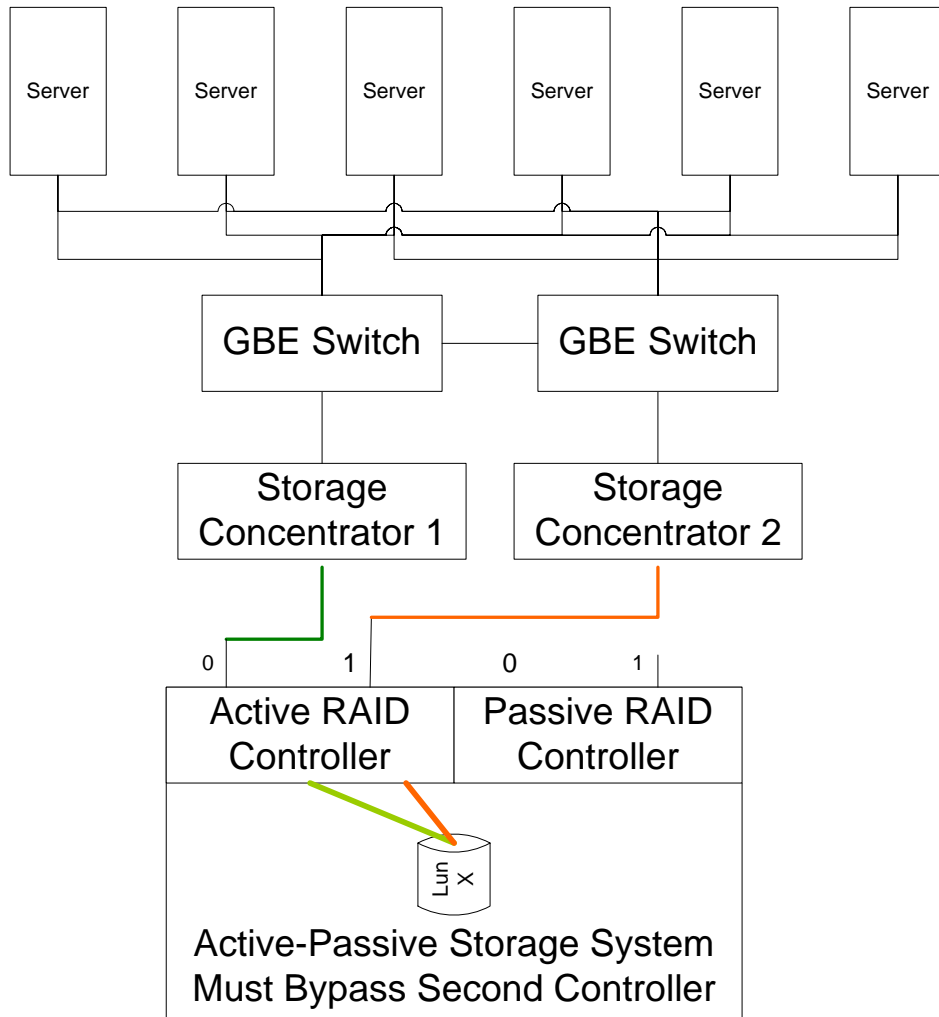 Server
Server
Server
Server
Server
Server
GBE Switch
GBE Switch
Storage
Concentrator 1
Storage
Concentrator 2
0
1
0
1
Active RAID
Controller
Passive RAID
Controller
Lun
X
Active-Passive Storage System
Must Bypass Second Controller